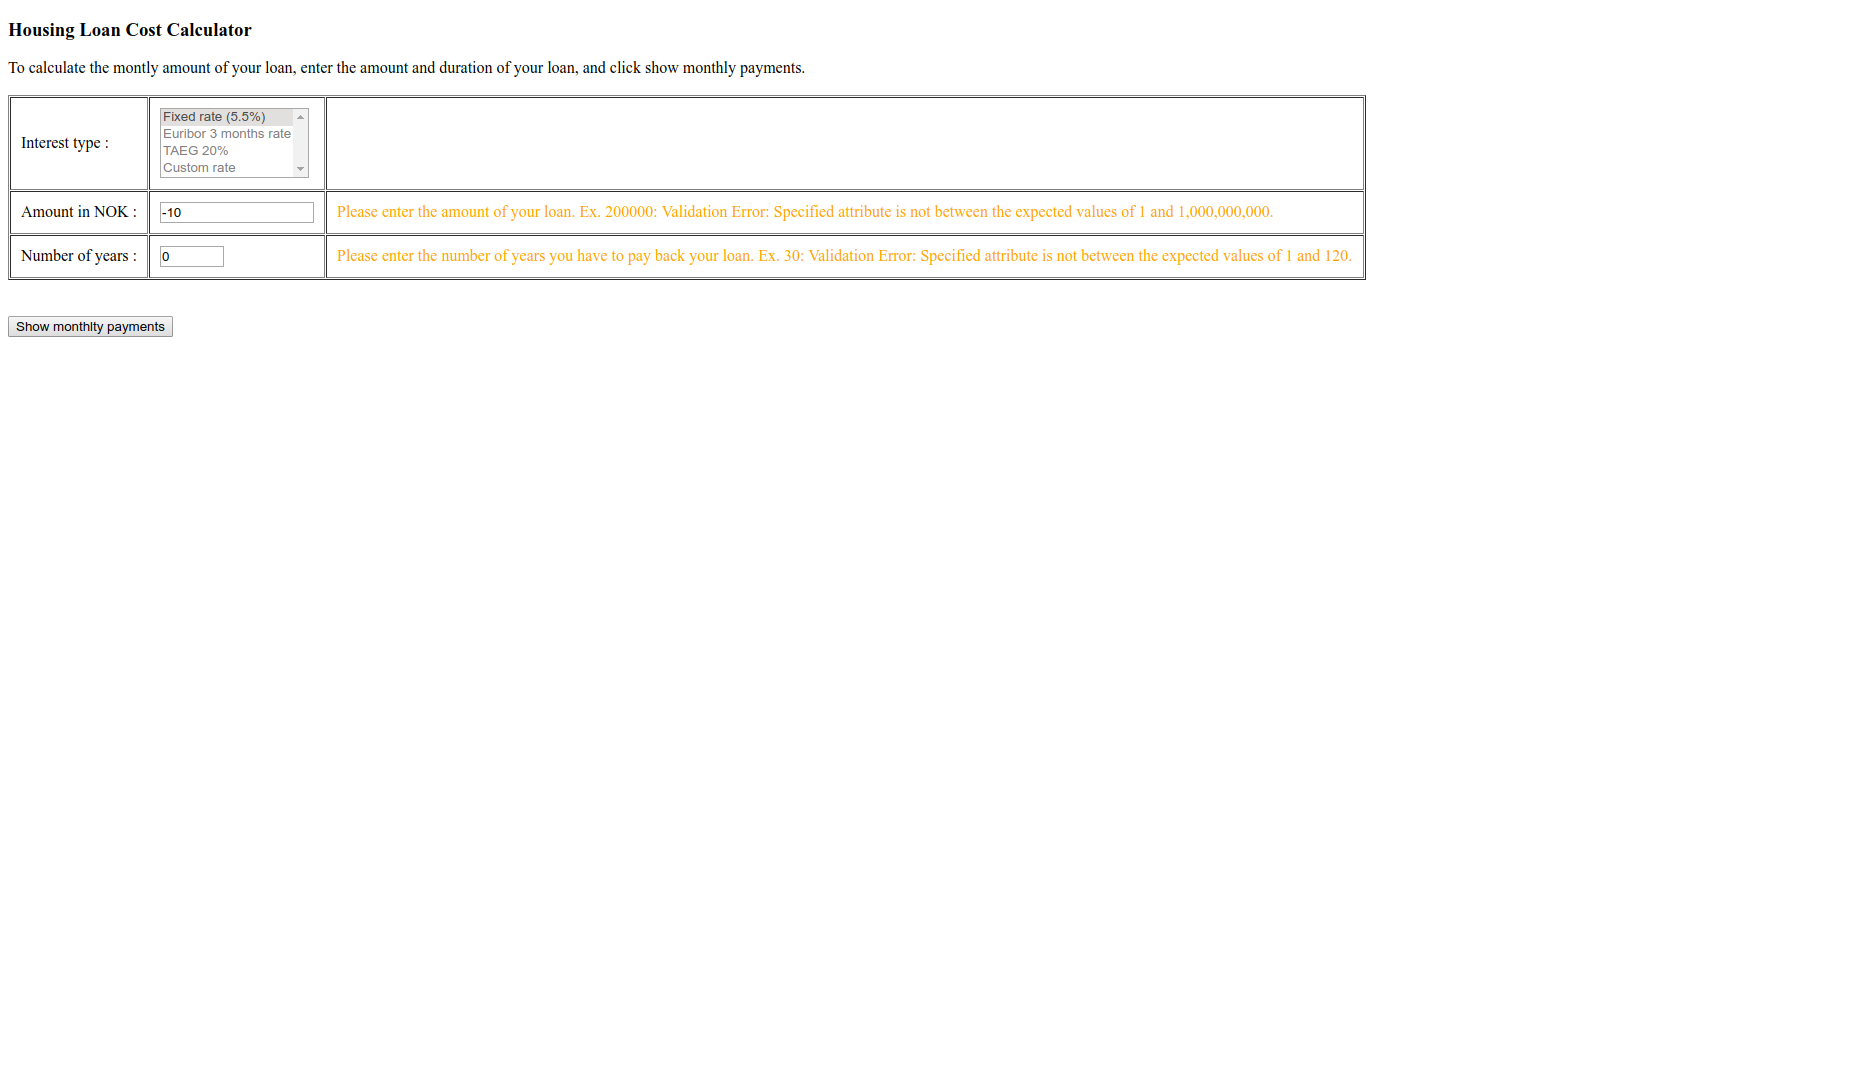 Housing Loan Cost Calculator
To calculate the montly amount of your loan, enter the amount and duration of your loan, and click show monthly payments.
Interest type :
Fixed rate (5.5%)
Euribor 3 months rate
TAEG 20%
Custom rate
Amount in NOK : -10 Please enter the amount of your loan. Ex. 200000: Validation Error: Specified attribute is not between the expected values of 1 and 1,000,000,000.
Number of years : 0 Please enter the number of years you have to pay back your loan. Ex. 30: Validation Error: Specified attribute is not between the expected values of 1 and 120.
Show monthlty payments